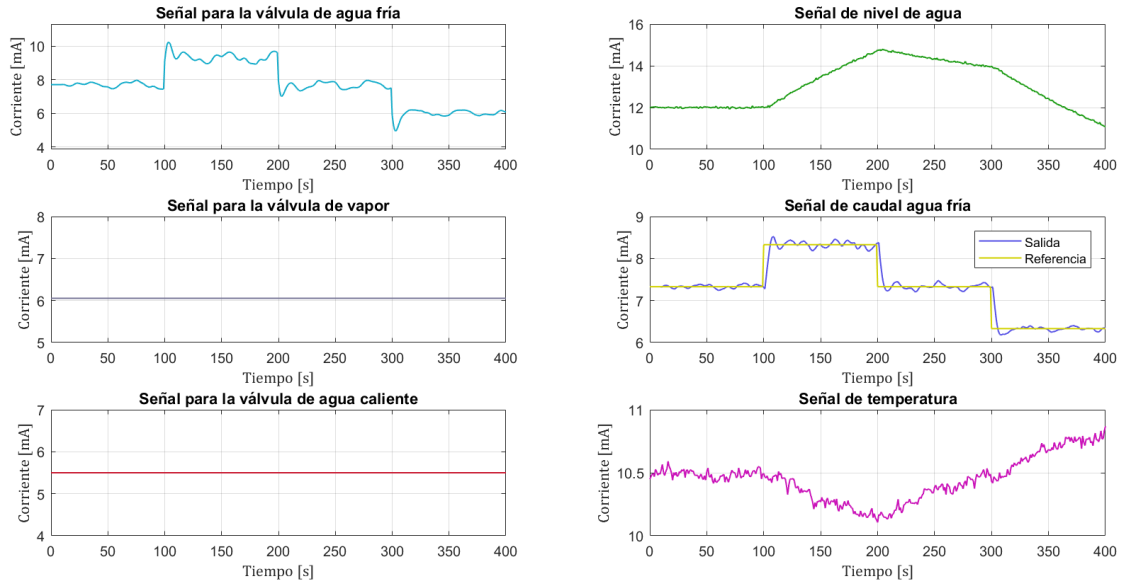 Señal para la válvula de agua fría
Corriente [mA]
10
8
6
4
0 50 100 150 200 250 300 350 400
Tiempo [s]
Señal de nivel de agua
Corriente [mA]
16
14
12
10
0 50 100 150 200 250 300 350 400
Tiempo [s]
Señal para la válvula de vapor
Corriente [mA]
8
7
6
5
0 50 100 150 200 250 300 350 400
Tiempo [s]
Señal de caudal agua fría
Corriente [mA]
9
8
7
6
Salida
Referencia
0 50 100 150 200 250 300 350 400
Tiempo [s]
Señal para la válvula de agua caliente
Corriente [mA]
7
6
5
4
0 50 100 150 200 250 300 350 400
Tiempo [s]
Señal de temperatura
Corriente [mA]
11
10.5
10
0 50 100 150 200 250 300 350 400
Tiempo [s]